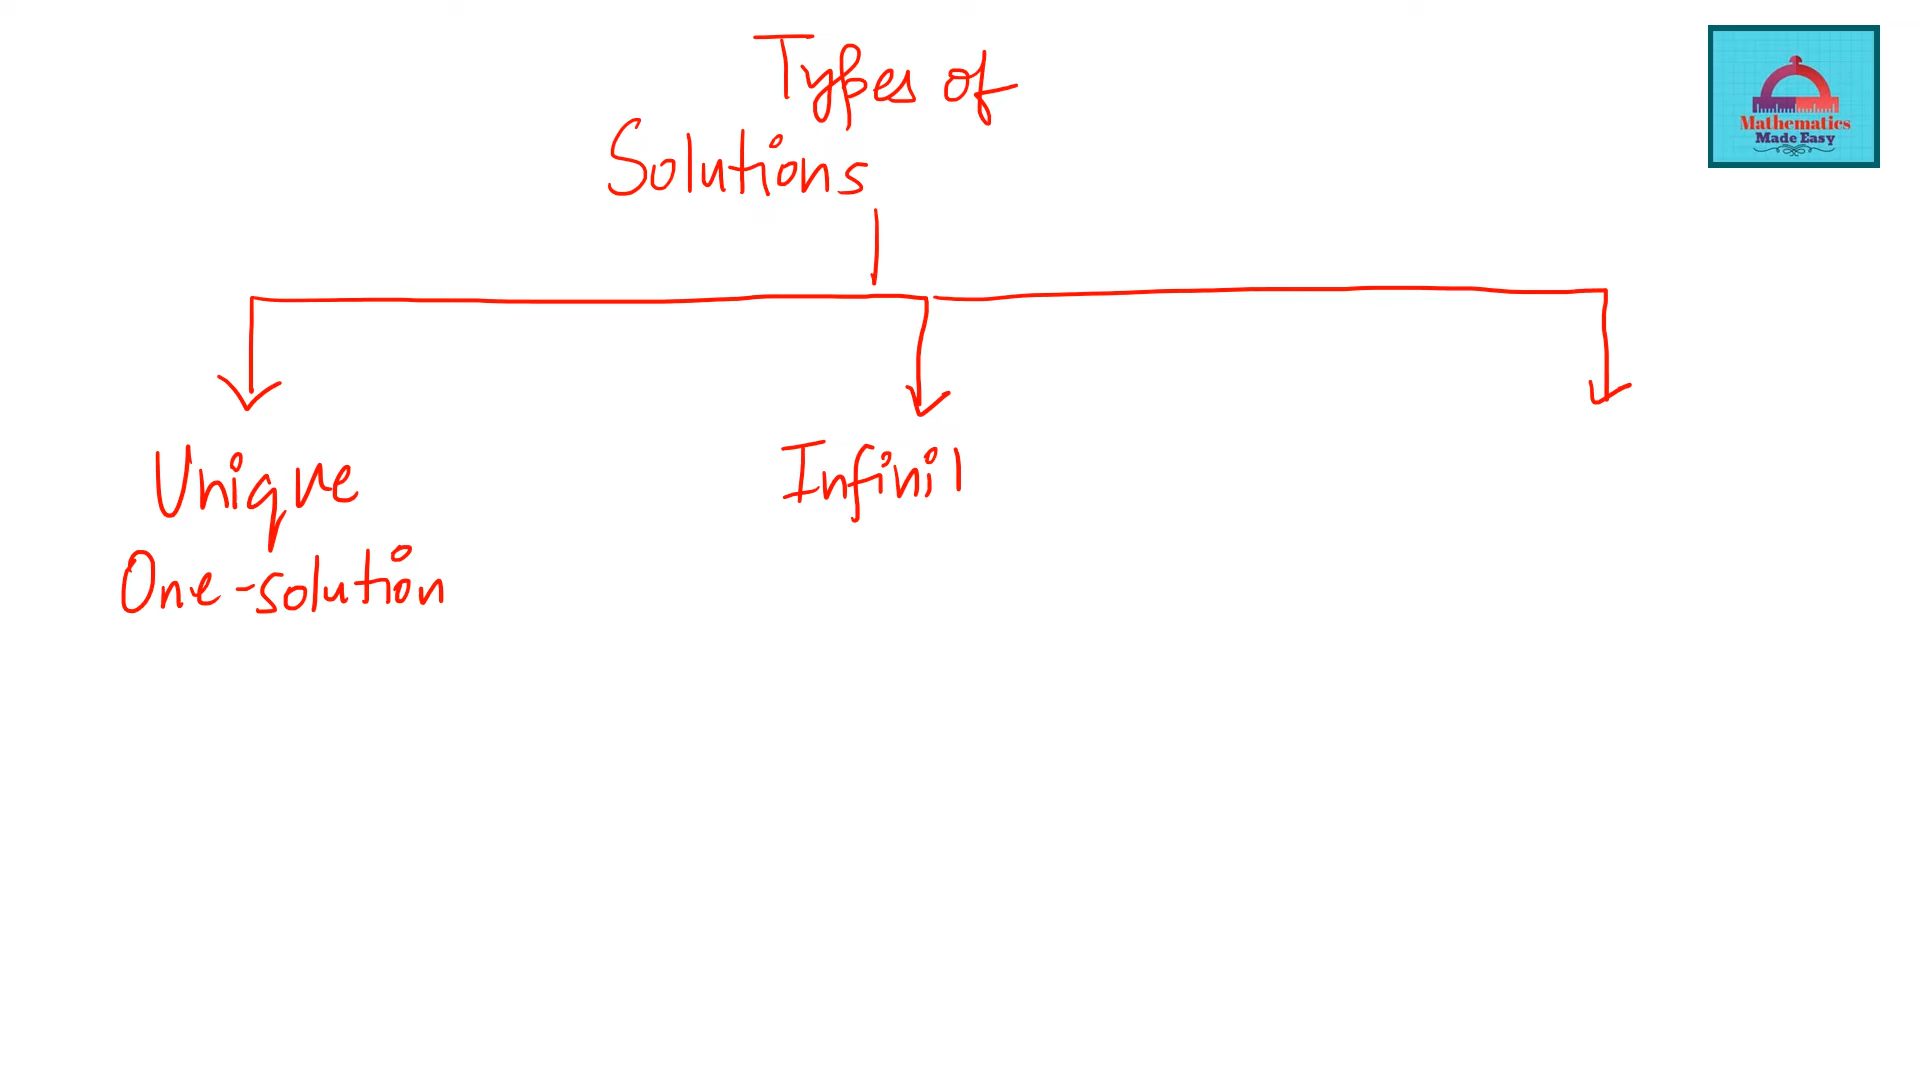 Types of
Solutions
Mathematics
Made Easy
Unique
One-solution
Infini